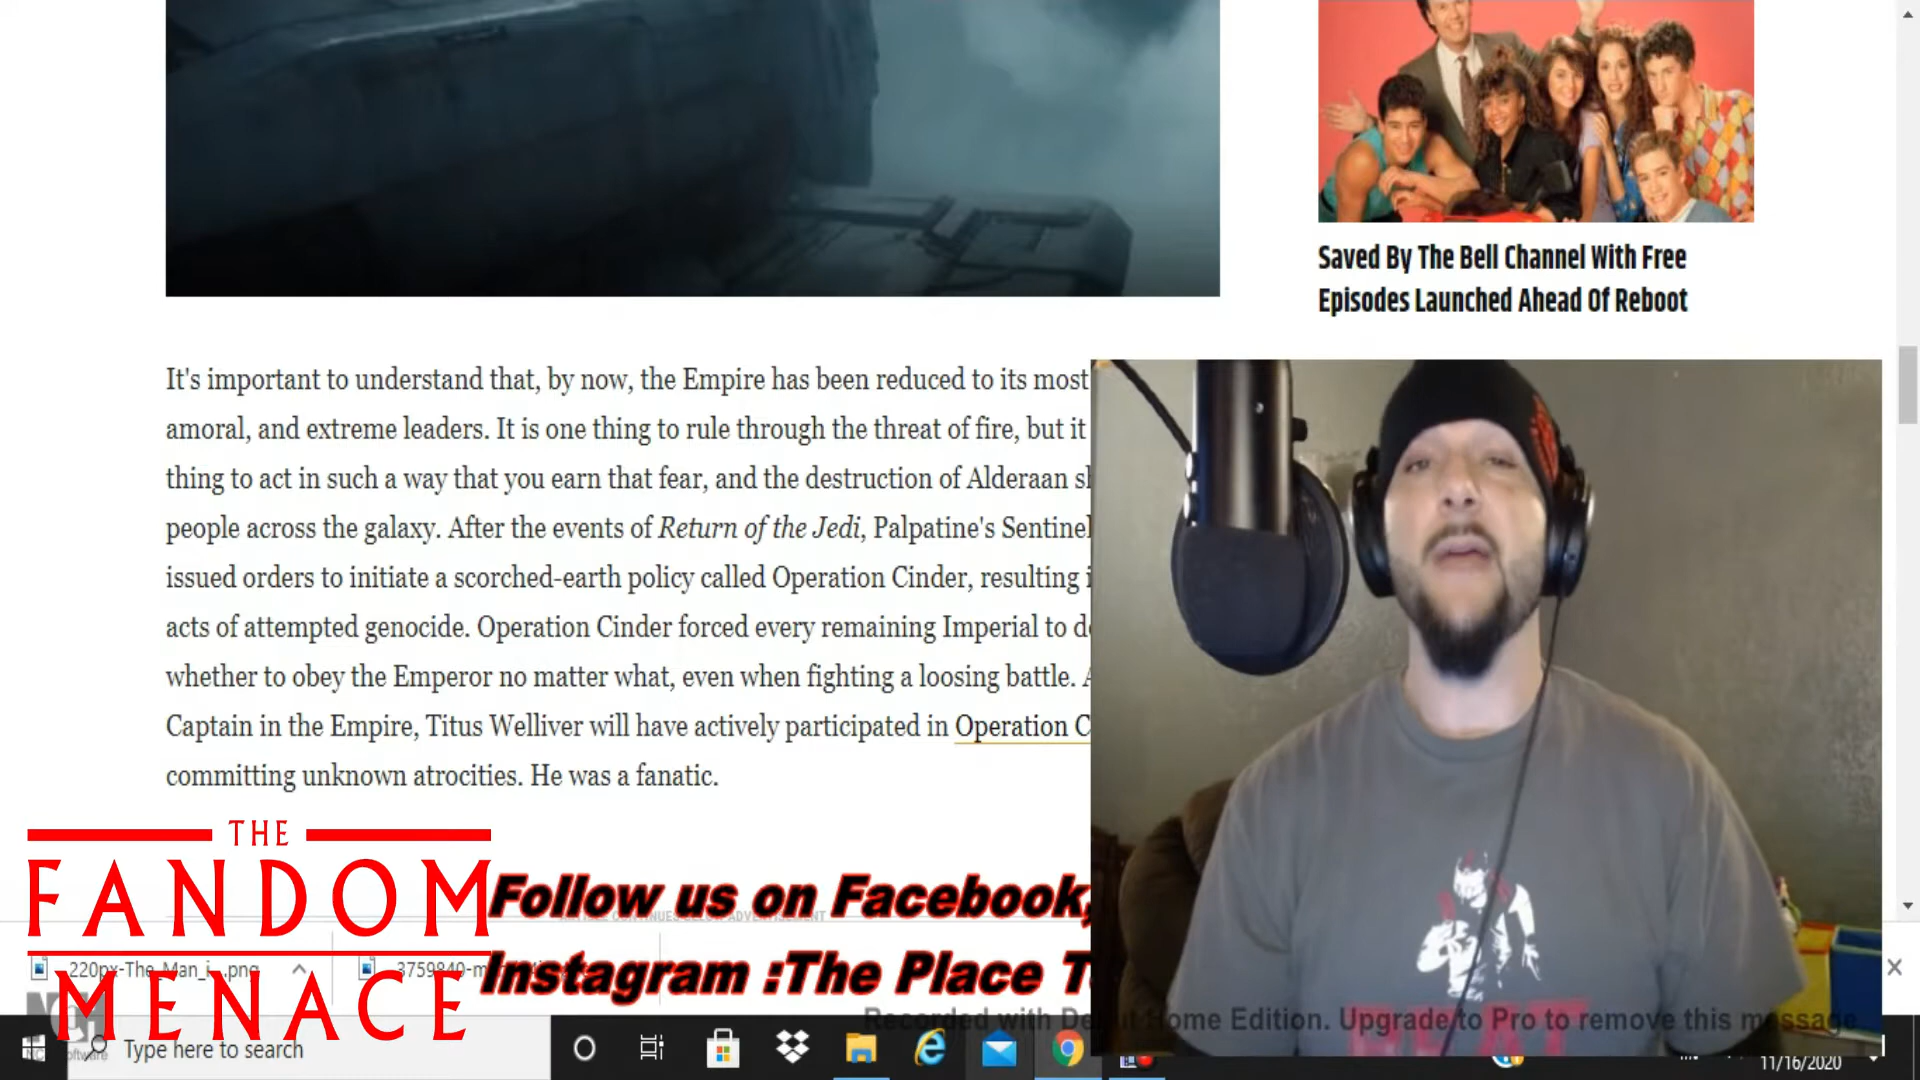 Saved By The Bell Channel With Free
Episodes Launched Ahead Of Reboot
It's important to understand that, by now, the Empire has been reduced to its most
amoral, and extreme leaders. It is one thing to rule through the threat of fire, but it
thing to act in such a way that you earn that fear, and the destruction of Alderaan
people across the galaxy. After the events of Return of the Jedi, Palpatine's Sentinel
issued orders to initiate a scorched-earth policy called Operation Cinder, resulting
acts of attempted genocide. Operation Cinder forced every remaining Imperial to
whether to obey the Emperor no matter what, even when fighting a loosing battle.
Captain in the Empire, Titus Welliver will have actively participated in Operation C
committing unknown atrocities. He was a fanatic.
THE
FANDOM
MENACE
Follow us on Facebook,
Instagram :The Place T
ARTICLE CONTINUES BELOW ADVERTISEMENT
220px-The_Man_i....png
Recorded with Debut Home Edition. Upgrade to Pro to remove this message
Type here to search
11/16/2020